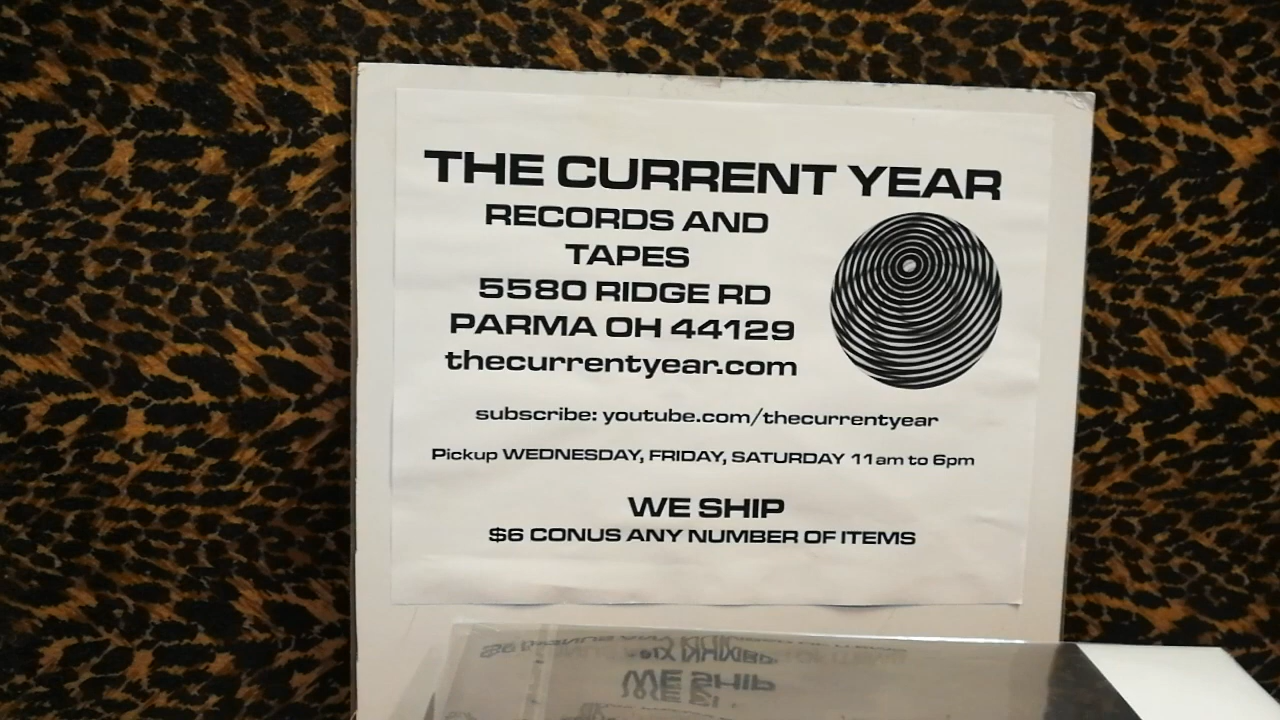 THE CURRENT YEAR
RECORDS AND
TAPES
5580 RIDGE RD
PARMA OH 44129
thecurrentyear.com
subscribe: youtube.com/thecurrentyear
Pickup WEDNESDAY, FRIDAY, SATURDAY 11am to 6pm
WE SHIP
$6 CONUS ANY NUMBER OF ITEMS